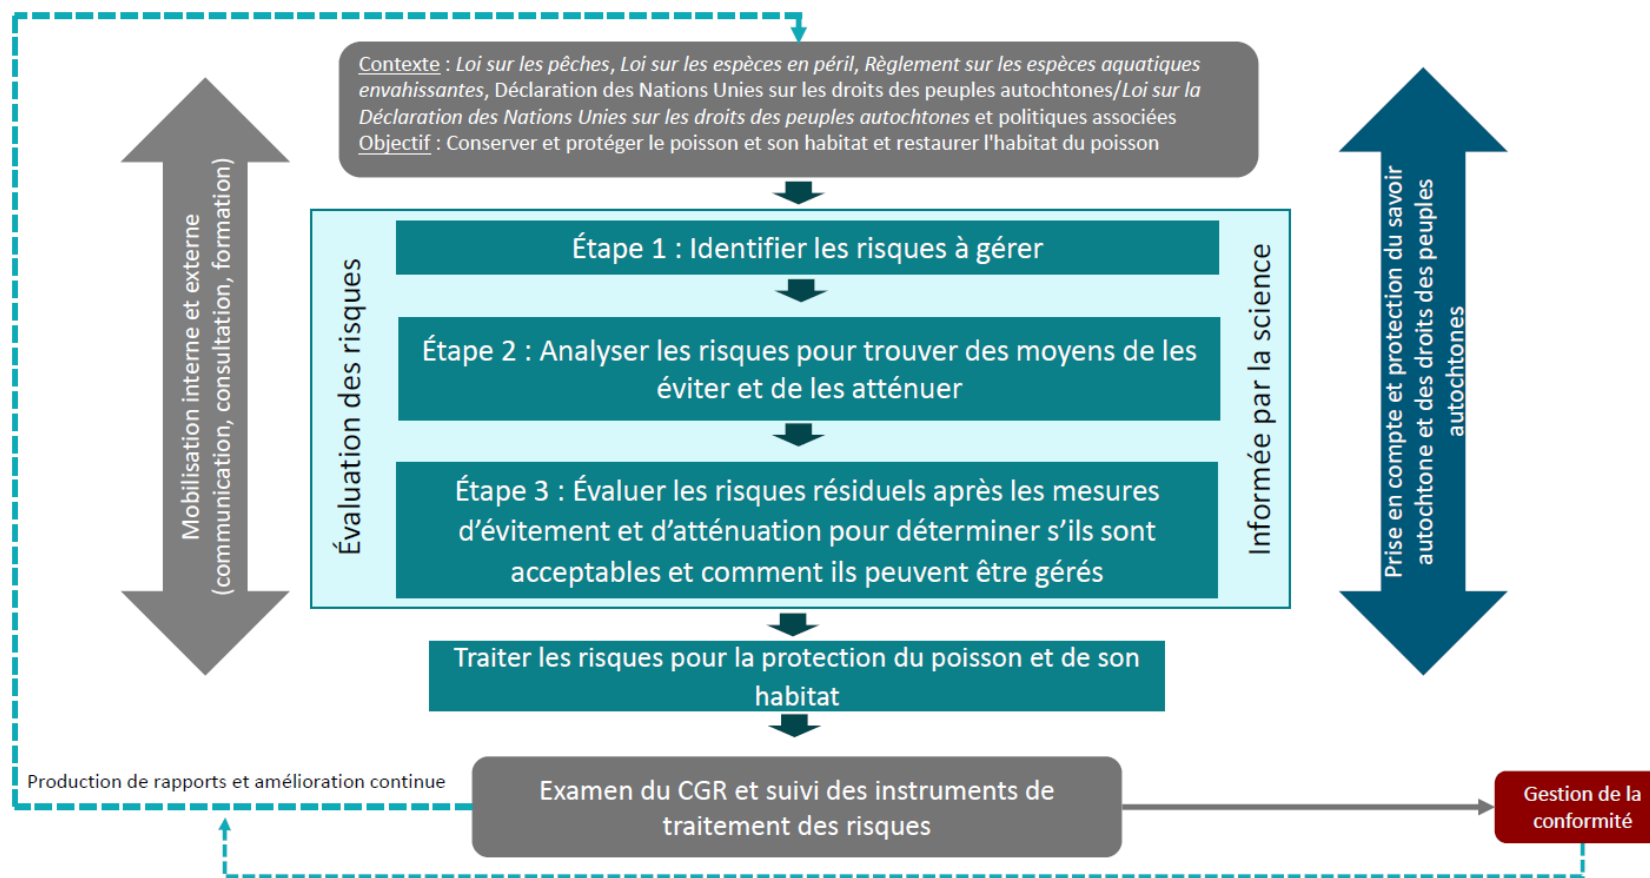 Contexte : Loi sur les pêches, Loi sur les espèces en péril, Règlement sur les espèces aquatiques
envahissantes, Déclaration des Nations Unies sur les droits des peuples autochtones/Loi sur la
Déclaration des Nations Unies sur les droits des peuples autochtones et politiques associées
Objectif : Conserver et protéger le poisson et son habitat et restaurer l'habitat du poisson
Mobilisation interne et externe
(communication, consultation, formation)
Évaluation des risques
Étape 1 : Identifier les risques à gérer
Étape 2 : Analyser les risques pour trouver des moyens de les
éviter et de les atténuer
Étape 3 : Évaluer les risques résiduels après les mesures
d’évitement et d’atténuation pour déterminer s’ils sont
acceptables et comment ils peuvent être gérés
Informée par la science
Prise en compte et protection du savoir
autochtone et des droits des peuples
autochtones
Traiter les risques pour la protection du poisson et de son
habitat
Production de rapports et amélioration continue
Examen du CGR et suivi des instruments de
traitement des risques
Gestion de la
conformité